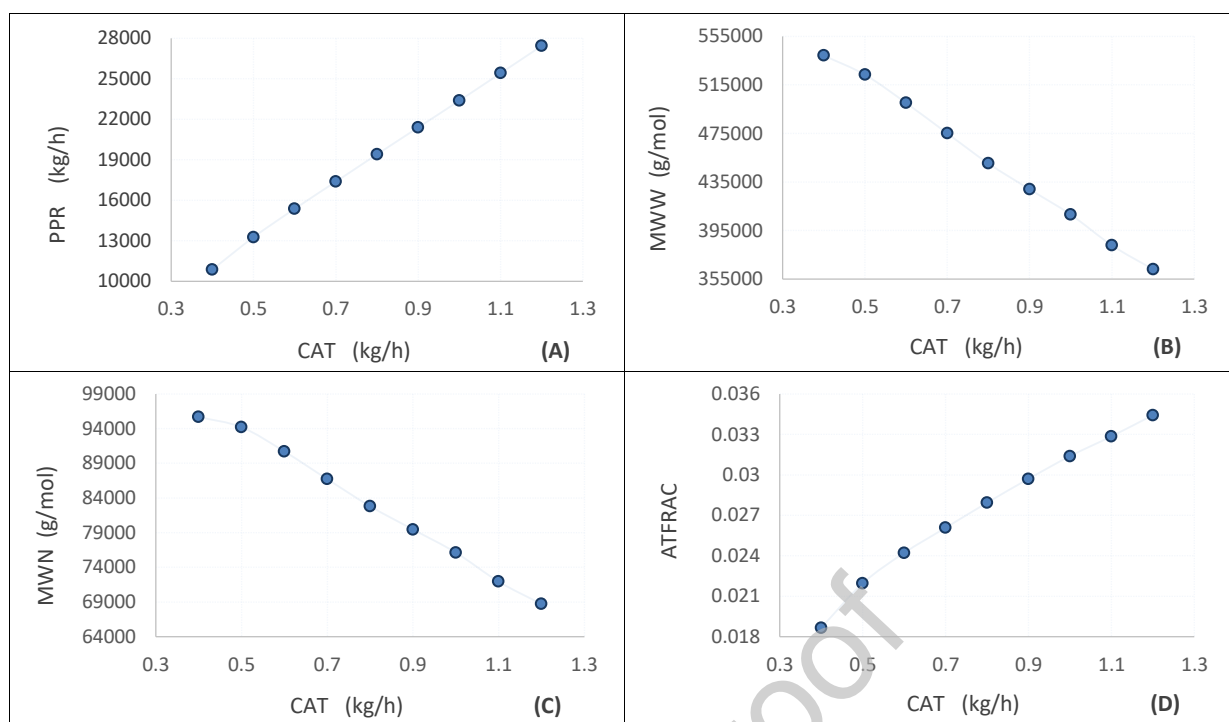 28000
25000
22000
19000
16000
13000
10000
PPR (kg/h)
0.3 0.5 0.7 0.9 1.1 1.3
CAT (kg/h) (A)
555000
515000
475000
435000
395000
355000
MWW (g/mol)
0.3 0.5 0.7 0.9 1.1 1.3
CAT (kg/h) (B)
99000
94000
89000
84000
79000
74000
69000
64000
MWN (g/mol)
0.3 0.5 0.7 0.9 1.1 1.3
CAT (kg/h) (C)
0.036
0.033
0.03
0.027
0.024
0.021
0.018
ATFRAC
0.3 0.5 0.7 0.9 1.1 1.3
CAT (kg/h) (D)
roof